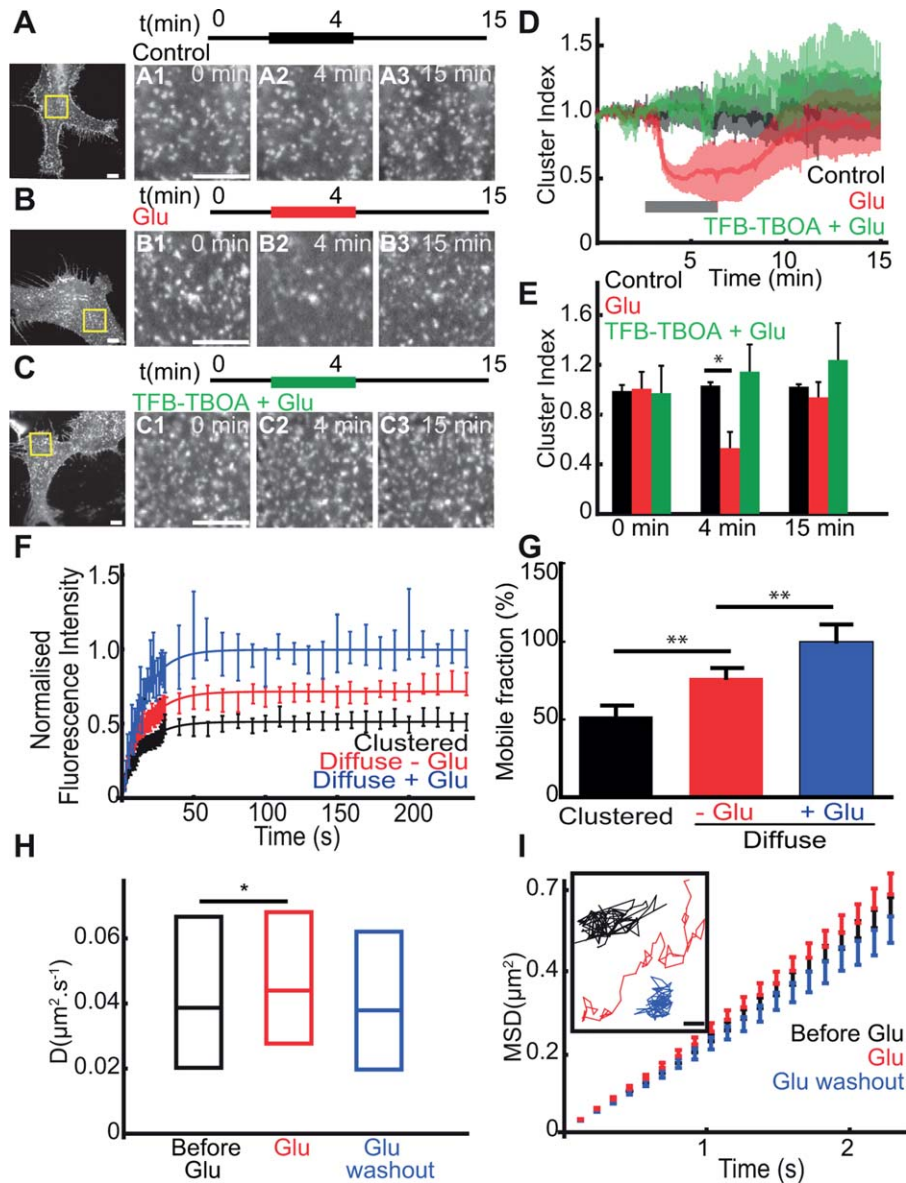 A
t(min) 0 4 15
Control
A1 0 min
A2 4 min
A3 15 min
B
t(min) 0 4 15
Glu
B1 0 min
B2 4 min
B3 15 min
C
t(min) 0 4 15
TFB-TBOA + Glu
C1 0 min
C2 4 min
C3 15 min
D
Cluster Index
1.5
1.0
0.5
0
5 10 15
Time (min)
Control
Glu
TFB-TBOA + Glu
E
Cluster Index
Control
Glu
TFB-TBOA + Glu
*
1.2
0.8
0.4
0
0 min 4 min 15 min
F
Normalised
Fluorescence Intensity
1.5
1.0
0.5
50 100 150 200
Time (s)
Clustered
Diffuse - Glu
Diffuse + Glu
G
Mobile fraction (%)
150
100
50
0
** **
Clustered - Glu + Glu
Diffuse
H
D(µm².s⁻¹)
0.06
0.04
0.02
0
*
Before Glu Glu
Glu washout
I
MSD(µm²)
0.7
0.4
0.2
0
1 2
Time (s)
Before Glu
Glu
Glu washout